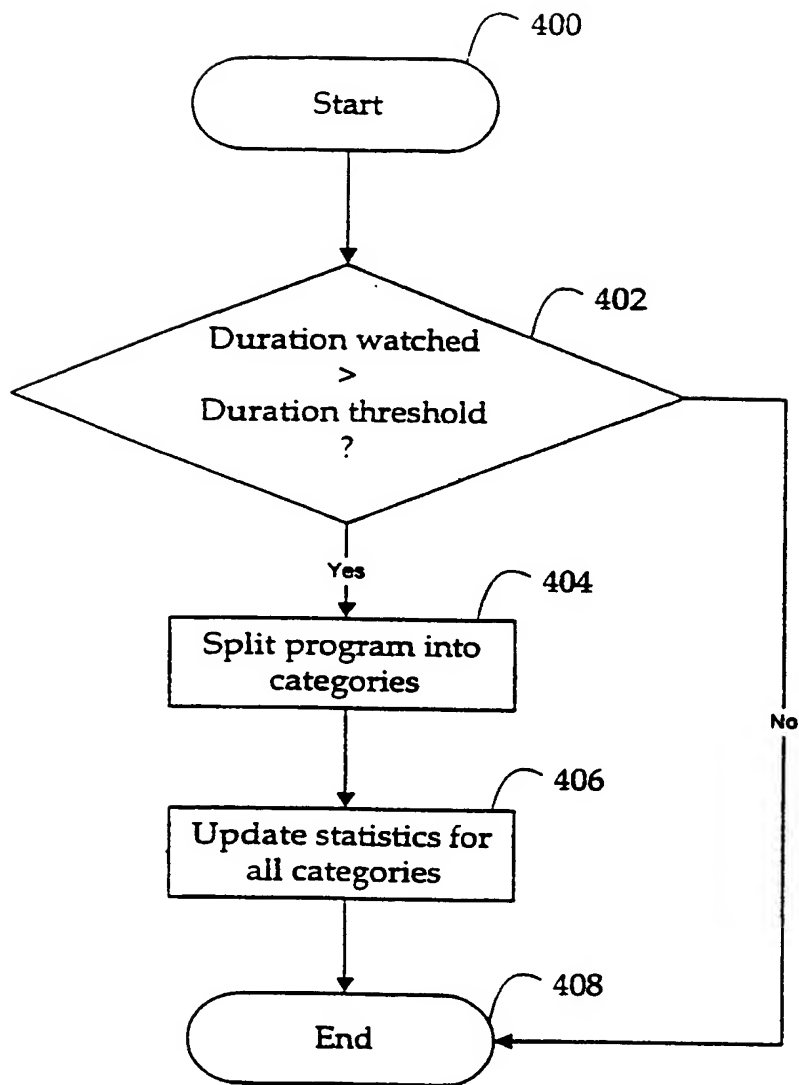 400
Start
402
Duration watched
>
Duration threshold
?
Yes
404
Split program into
categories
No
406
Update statistics for
all categories
408
End